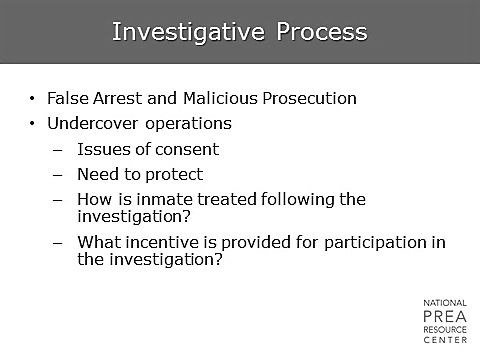 Investigative Process
• False Arrest and Malicious Prosecution
• Undercover operations
– Issues of consent
– Need to protect
– How is inmate treated following the
investigation?
– What incentive is provided for participation in
the investigation?
NATIONAL
PREA
RESOURCE
CENTER